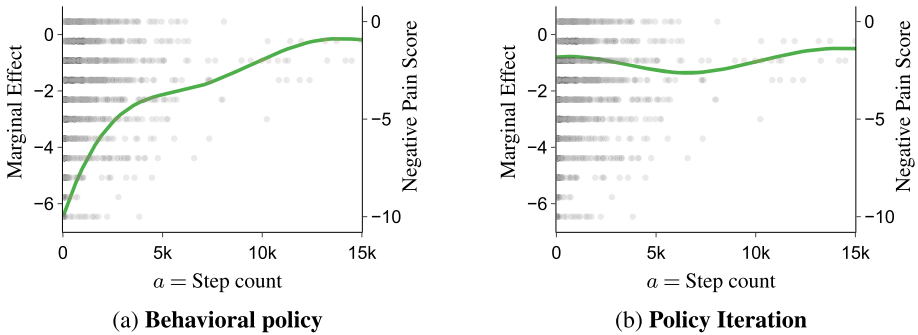 0
−2
−4
−6
Marginal Effect
0
−5
−10
Negative Pain Score
0
5k
10k
15k
a = Step count
(a) Behavioral policy
0
−2
−4
−6
Marginal Effect
0
−5
−10
Negative Pain Score
0
5k
10k
15k
a = Step count
(b) Policy Iteration